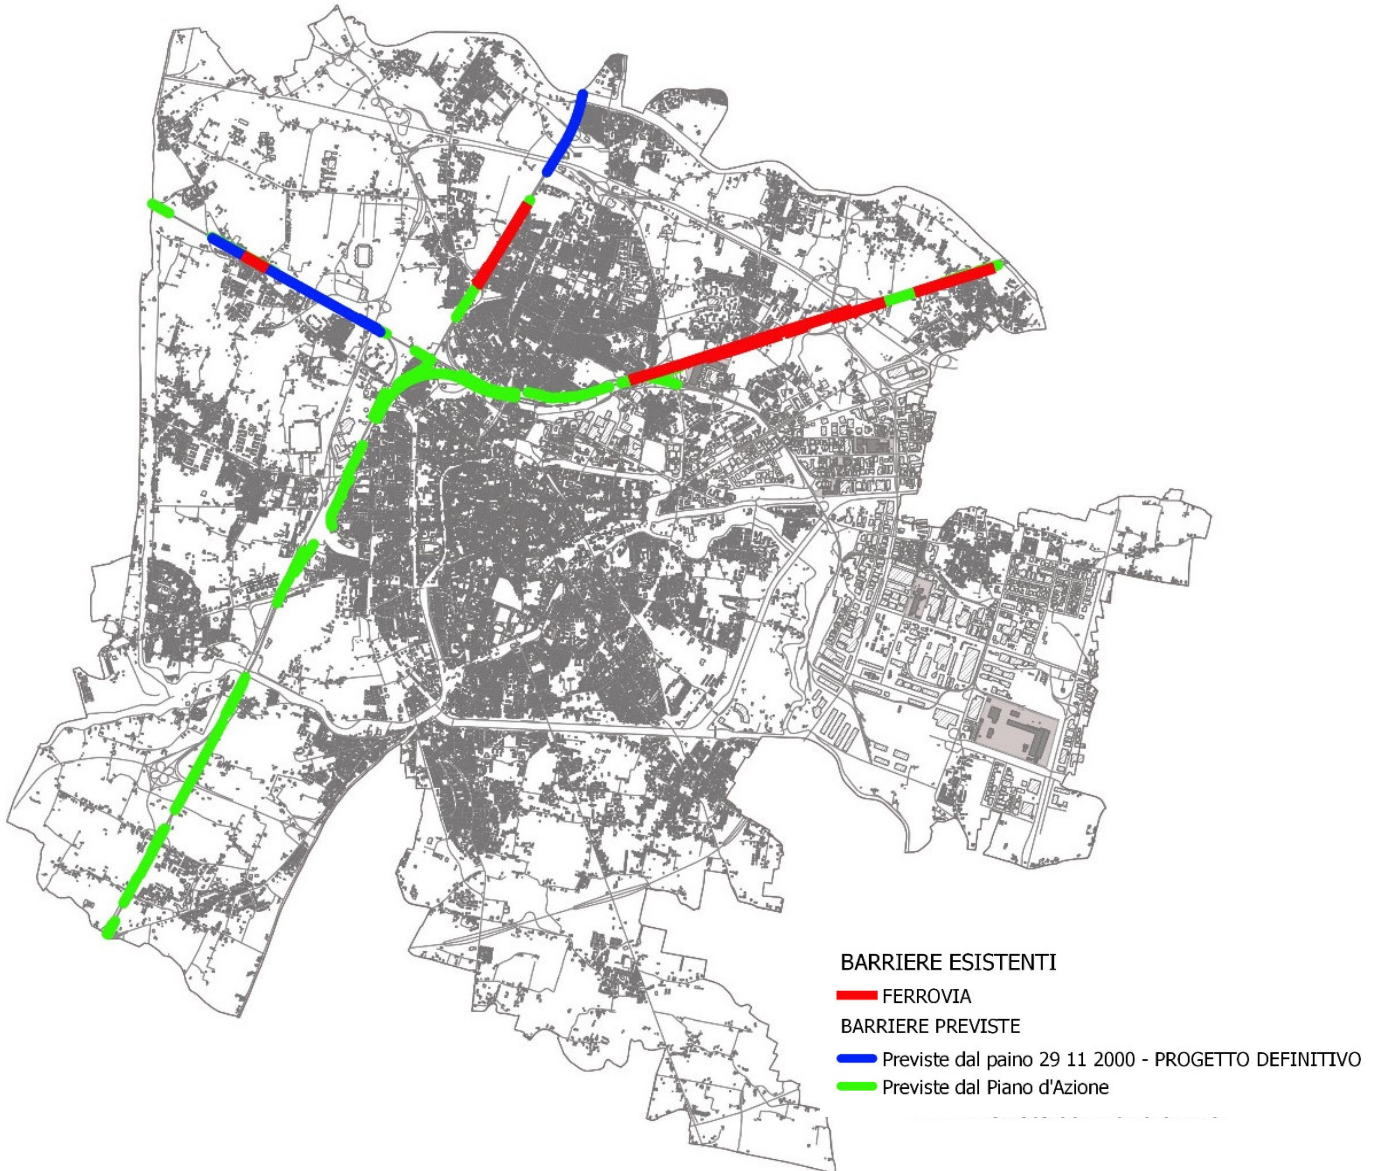 BARRIERE ESISTENTI
FERROVIA
BARRIERE PREVISTE
Previste dal paino 29 11 2000 - PROGETTO DEFINITIVO
Previste dal Piano d'Azione